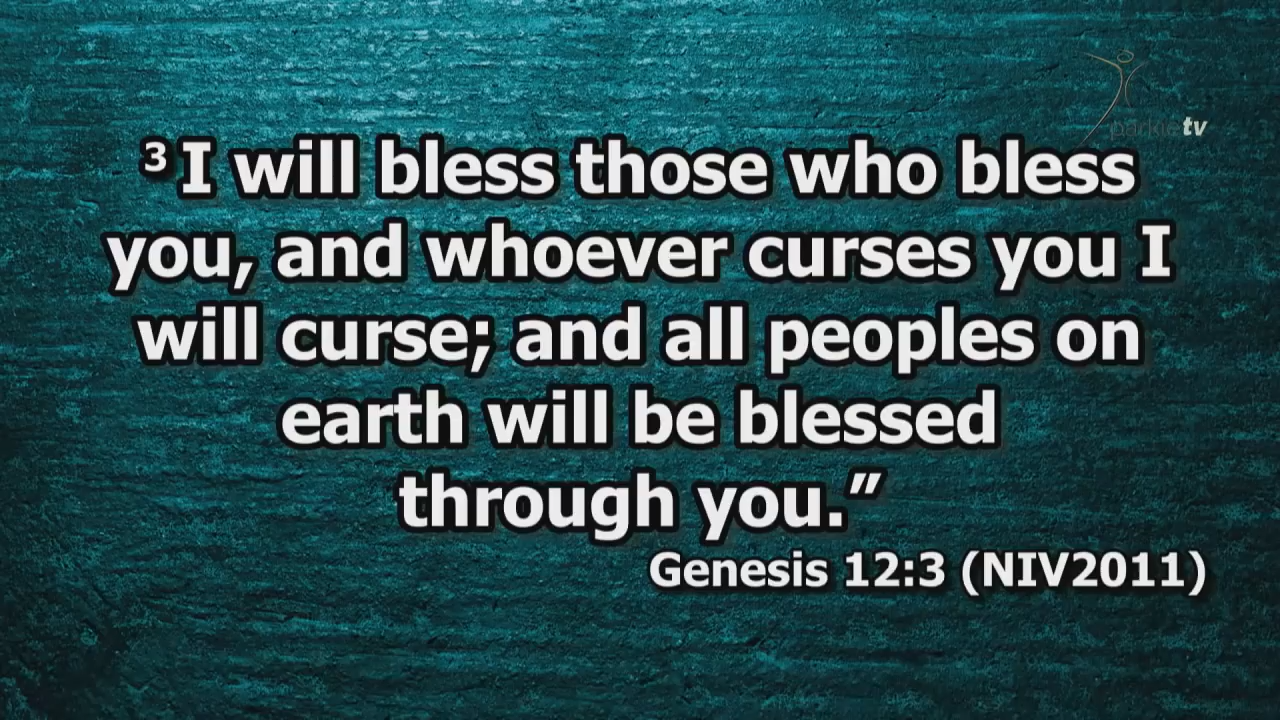 parkie tv
³ I will bless those who bless
you, and whoever curses you I
will curse; and all peoples on
earth will be blessed
through you.”
Genesis 12:3 (NIV2011)